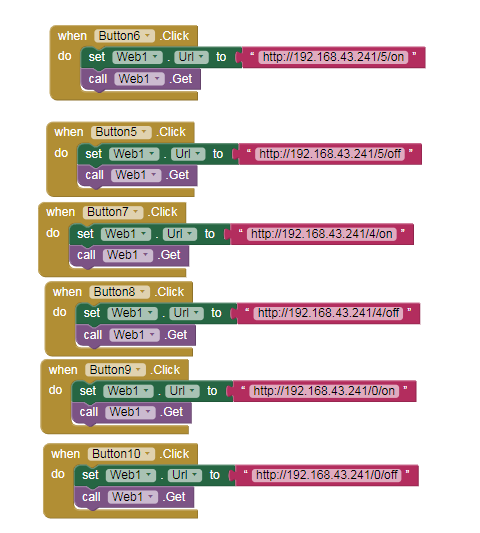 when Button6 .Click
do set Web1 . Url to " http://192.168.43.241/5/on "
call Web1 .Get
when Button5 .Click
do set Web1 . Url to " http://192.168.43.241/5/off "
call Web1 .Get
when Button7 .Click
do set Web1 . Url to " http://192.168.43.241/4/on "
call Web1 .Get
when Button8 .Click
do set Web1 . Url to " http://192.168.43.241/4/off "
call Web1 .Get
when Button9 .Click
do set Web1 . Url to " http://192.168.43.241/0/on "
call Web1 .Get
when Button10 .Click
do set Web1 . Url to " http://192.168.43.241/0/off "
call Web1 .Get